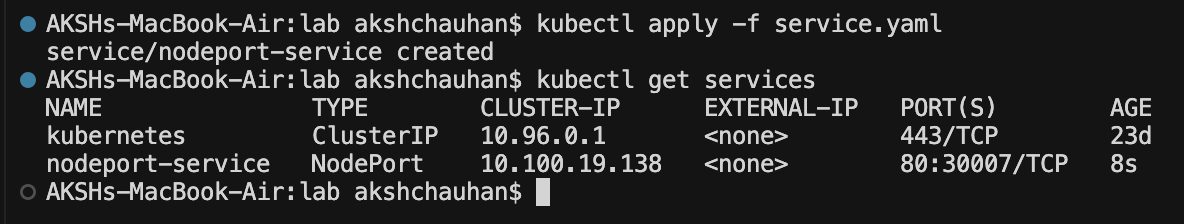 AKSHs-MacBook-Air:lab akshchauhan$ kubectl apply -f service.yaml
service/nodeport-service created
AKSHs-MacBook-Air:lab akshchauhan$ kubectl get services
NAME TYPE CLUSTER-IP EXTERNAL-IP PORT(S) AGE
kubernetes ClusterIP 10.96.0.1 <none> 443/TCP 23d
nodeport-service NodePort 10.100.19.138 <none> 80:30007/TCP 8s
AKSHs-MacBook-Air:lab akshchauhan$